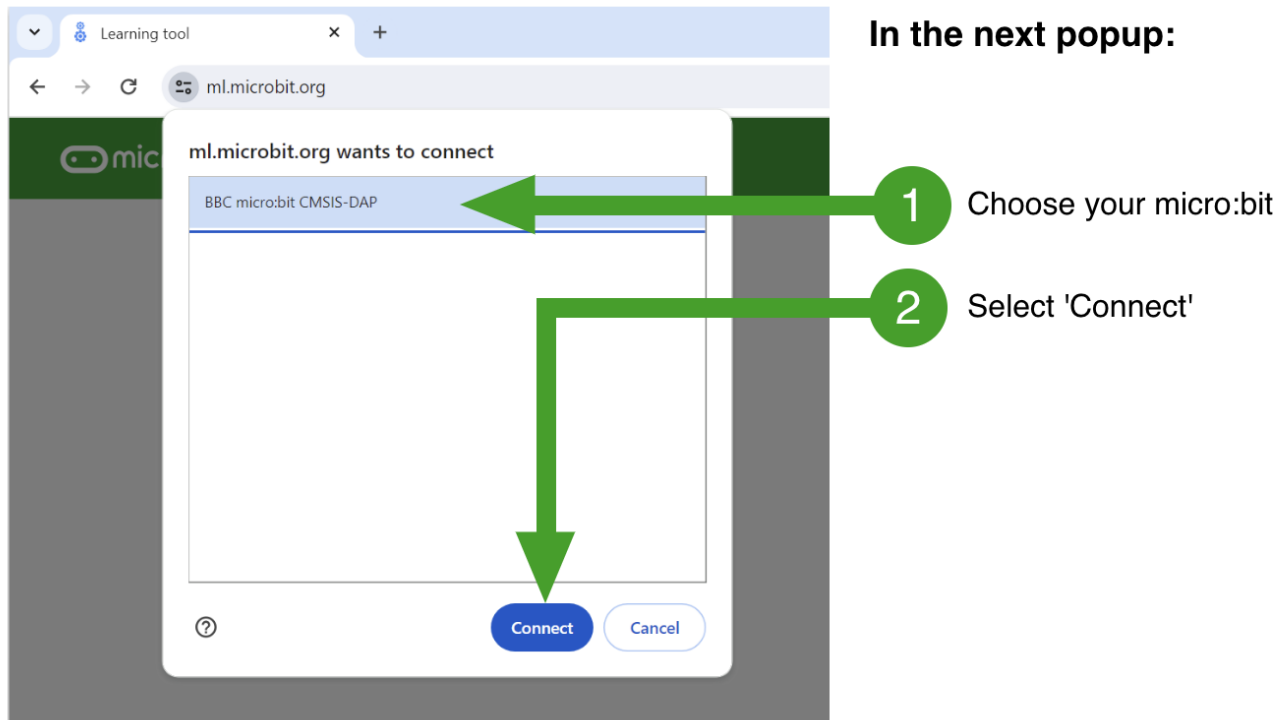 Learning tool
In the next popup:
ml.microbit.org
mic
ml.microbit.org wants to connect
BBC micro:bit CMSIS-DAP
1 Choose your micro:bit
2 Select 'Connect'
Connect Cancel